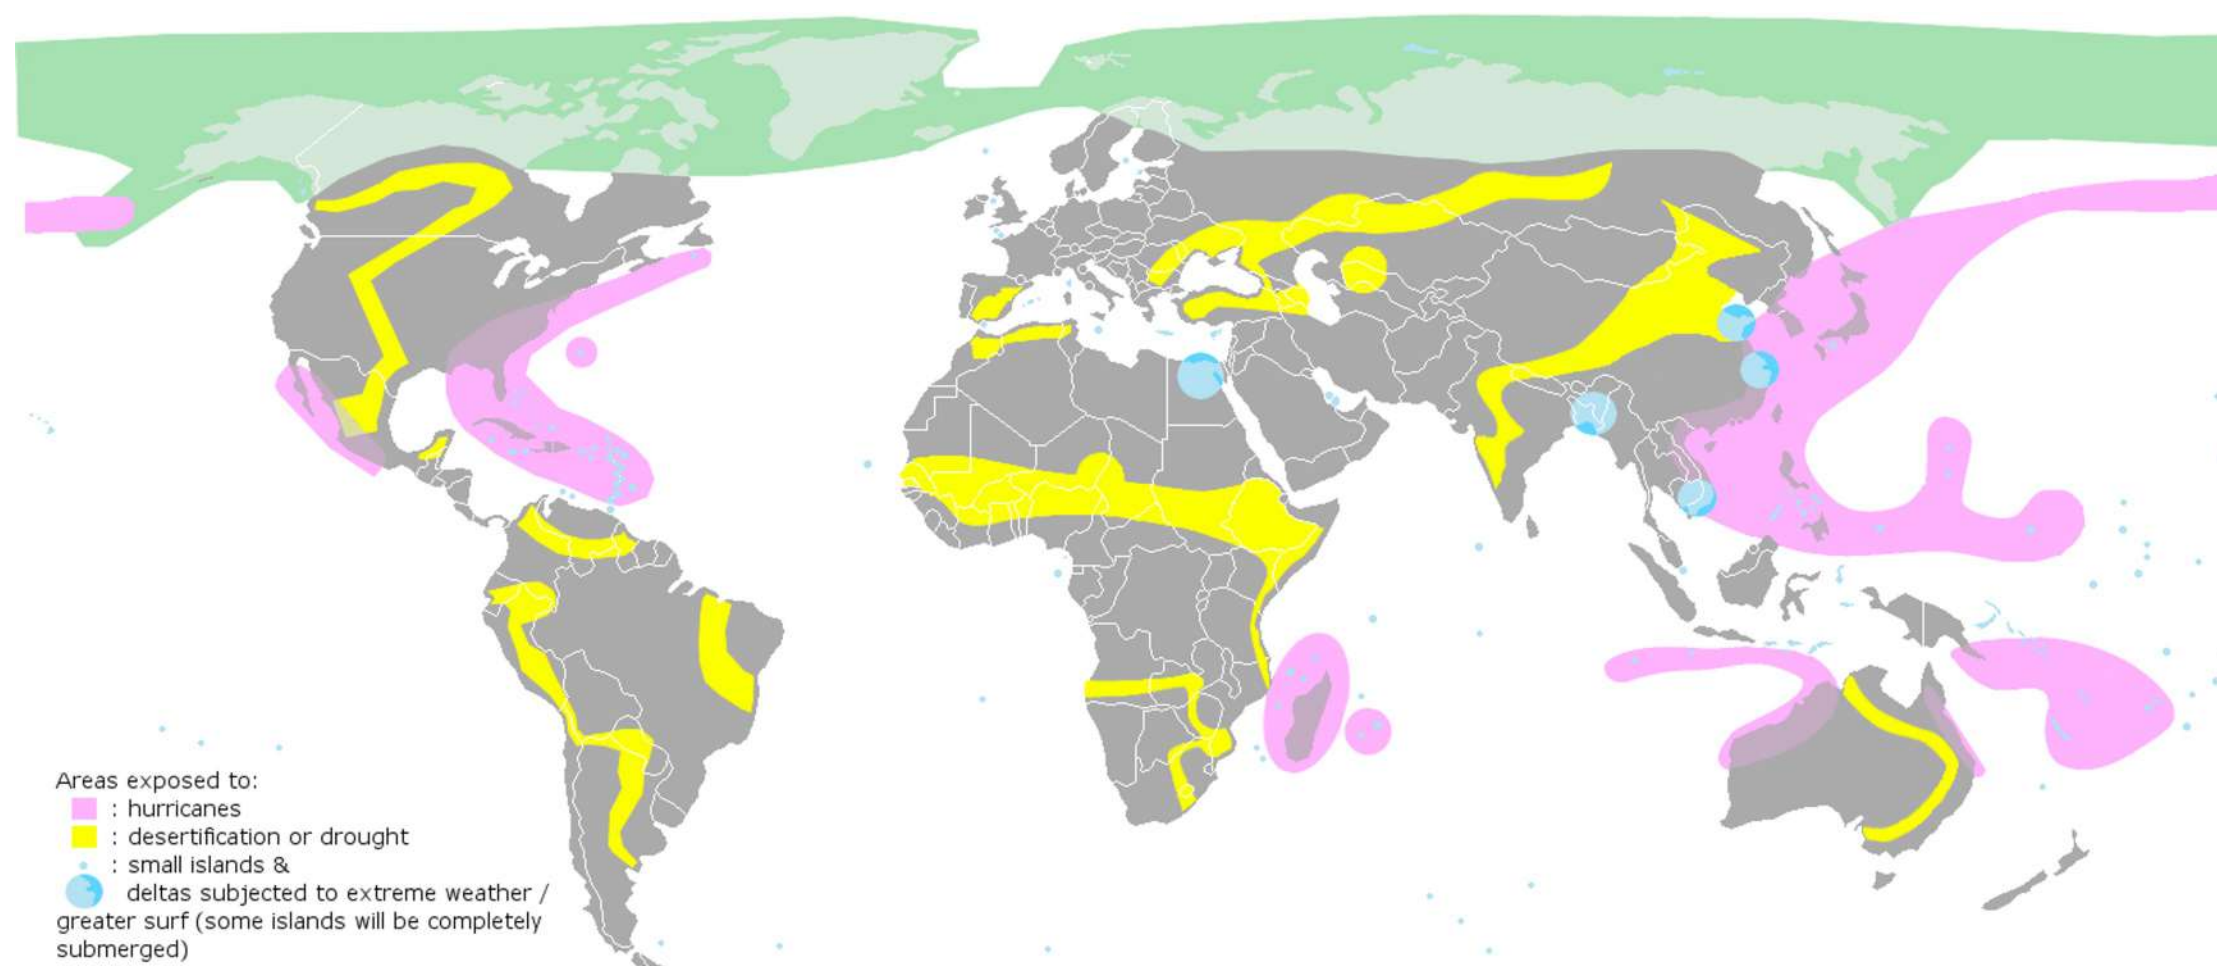 Areas exposed to:
: hurricanes
: desertification or drought
: small islands &
deltas subjected to extreme weather /
greater surf (some islands will be completely
submerged)